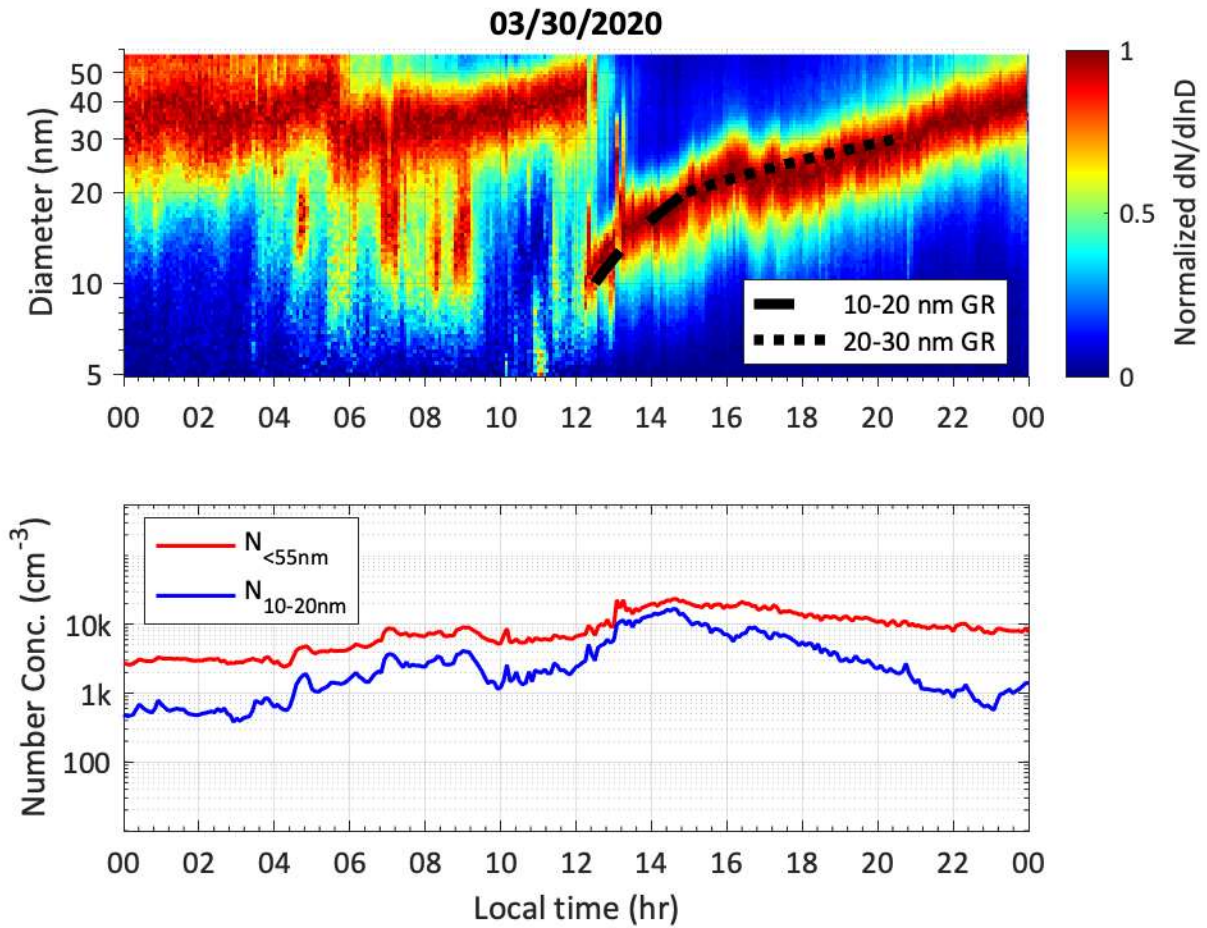 03/30/2020
Diameter (nm)
50
40
30
20
10
5
10-20 nm GR
20-30 nm GR
00 02 04 06 08 10 12 14 16 18 20 22 00
1
0.5
0
Normalized dN/dlnD
Number Conc. (cm-3)
N<55nm
N10-20nm
10k
1k
100
00 02 04 06 08 10 12 14 16 18 20 22 00
Local time (hr)